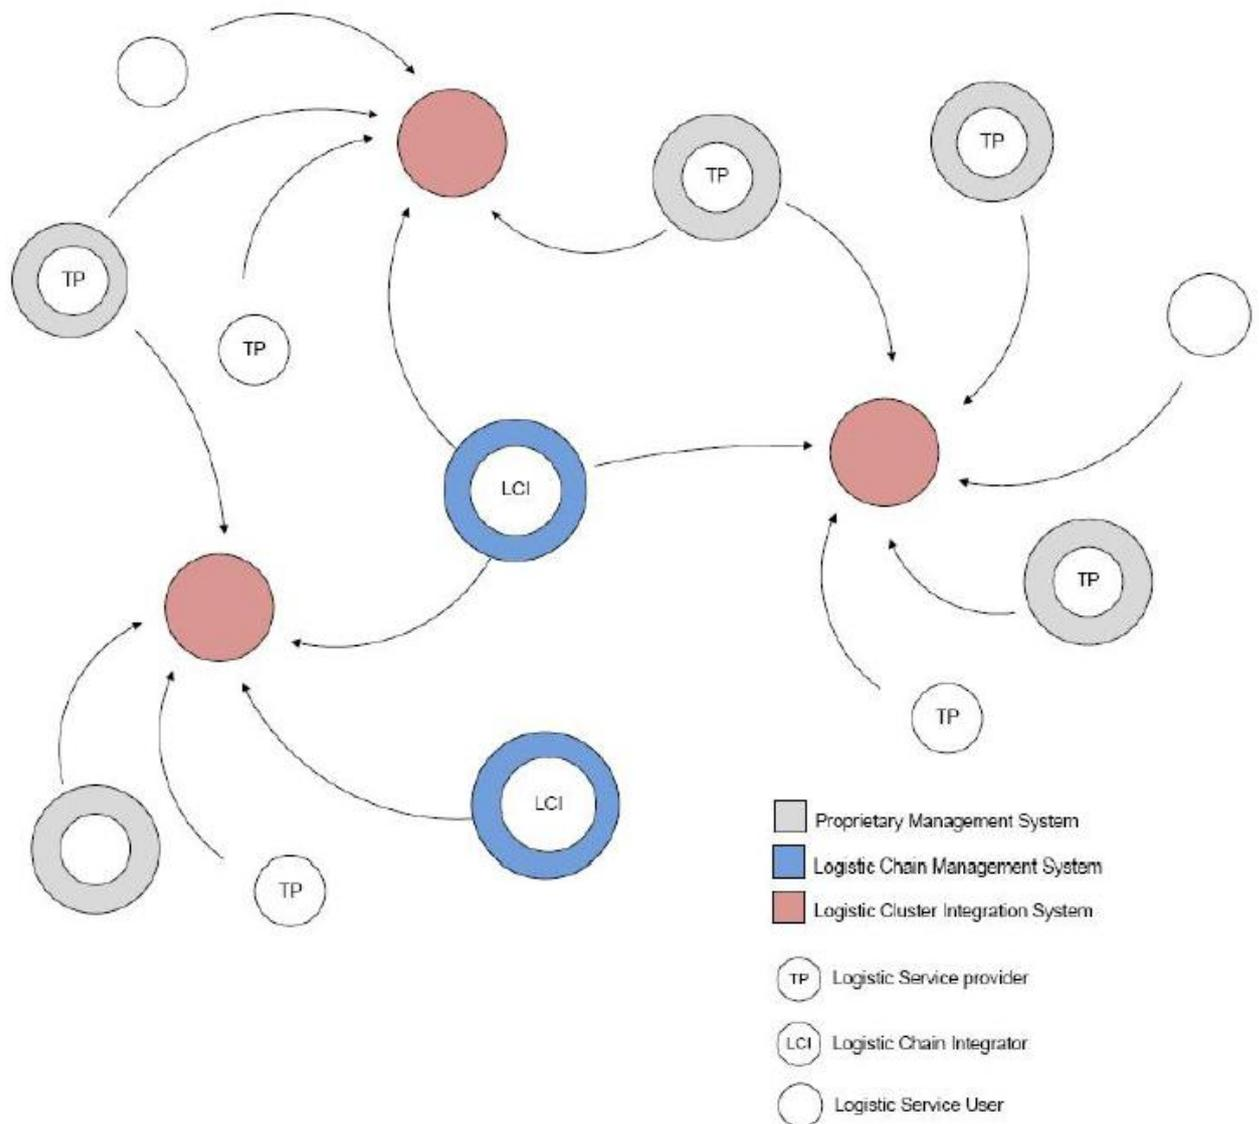 TP
TP
TP
TP
LCI
TP
TP
LCI
TP
Proprietary Management System
Logistic Chain Management System
Logistic Cluster Integration System
TP Logistic Service provider
LCI Logistic Chain Integrator
Logistic Service User